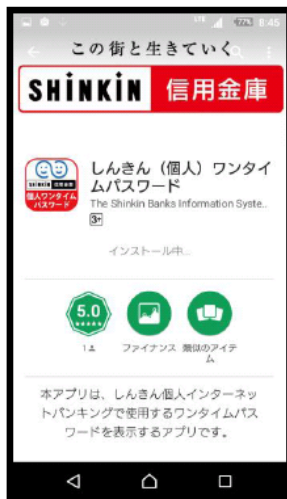 LTE 77% 8:45
この街と生きていく
SHINKIN 信用金庫
SHINKIN 信用金庫
個人ワンタイム
パスワード
しんきん（個人）ワンタイ
ムパスワード
The Shinkin Banks Information Syste..
3+
インストール中...
5.0
1
ファイナンス
類似のアイテ
ム
本アプリは、しんきん個人インターネッ
トバンキングで使用するワンタイムパス
ワードを表示するアプリです。